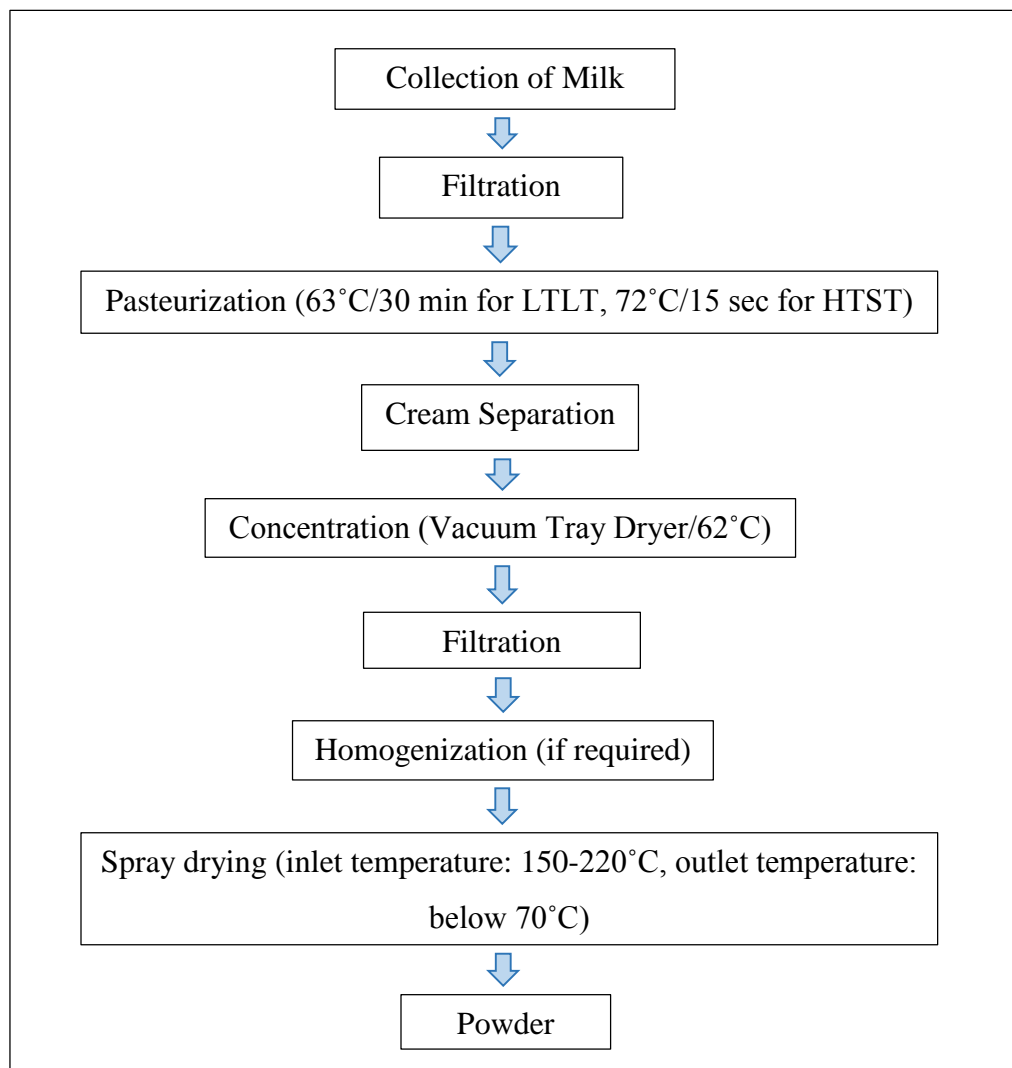 Collection of Milk
Filtration
Pasteurization (63˚C/30 min for LTLT, 72˚C/15 sec for HTST)
Cream Separation
Concentration (Vacuum Tray Dryer/62˚C)
Filtration
Homogenization (if required)
Spray drying (inlet temperature: 150-220˚C, outlet temperature:
below 70˚C)
Powder